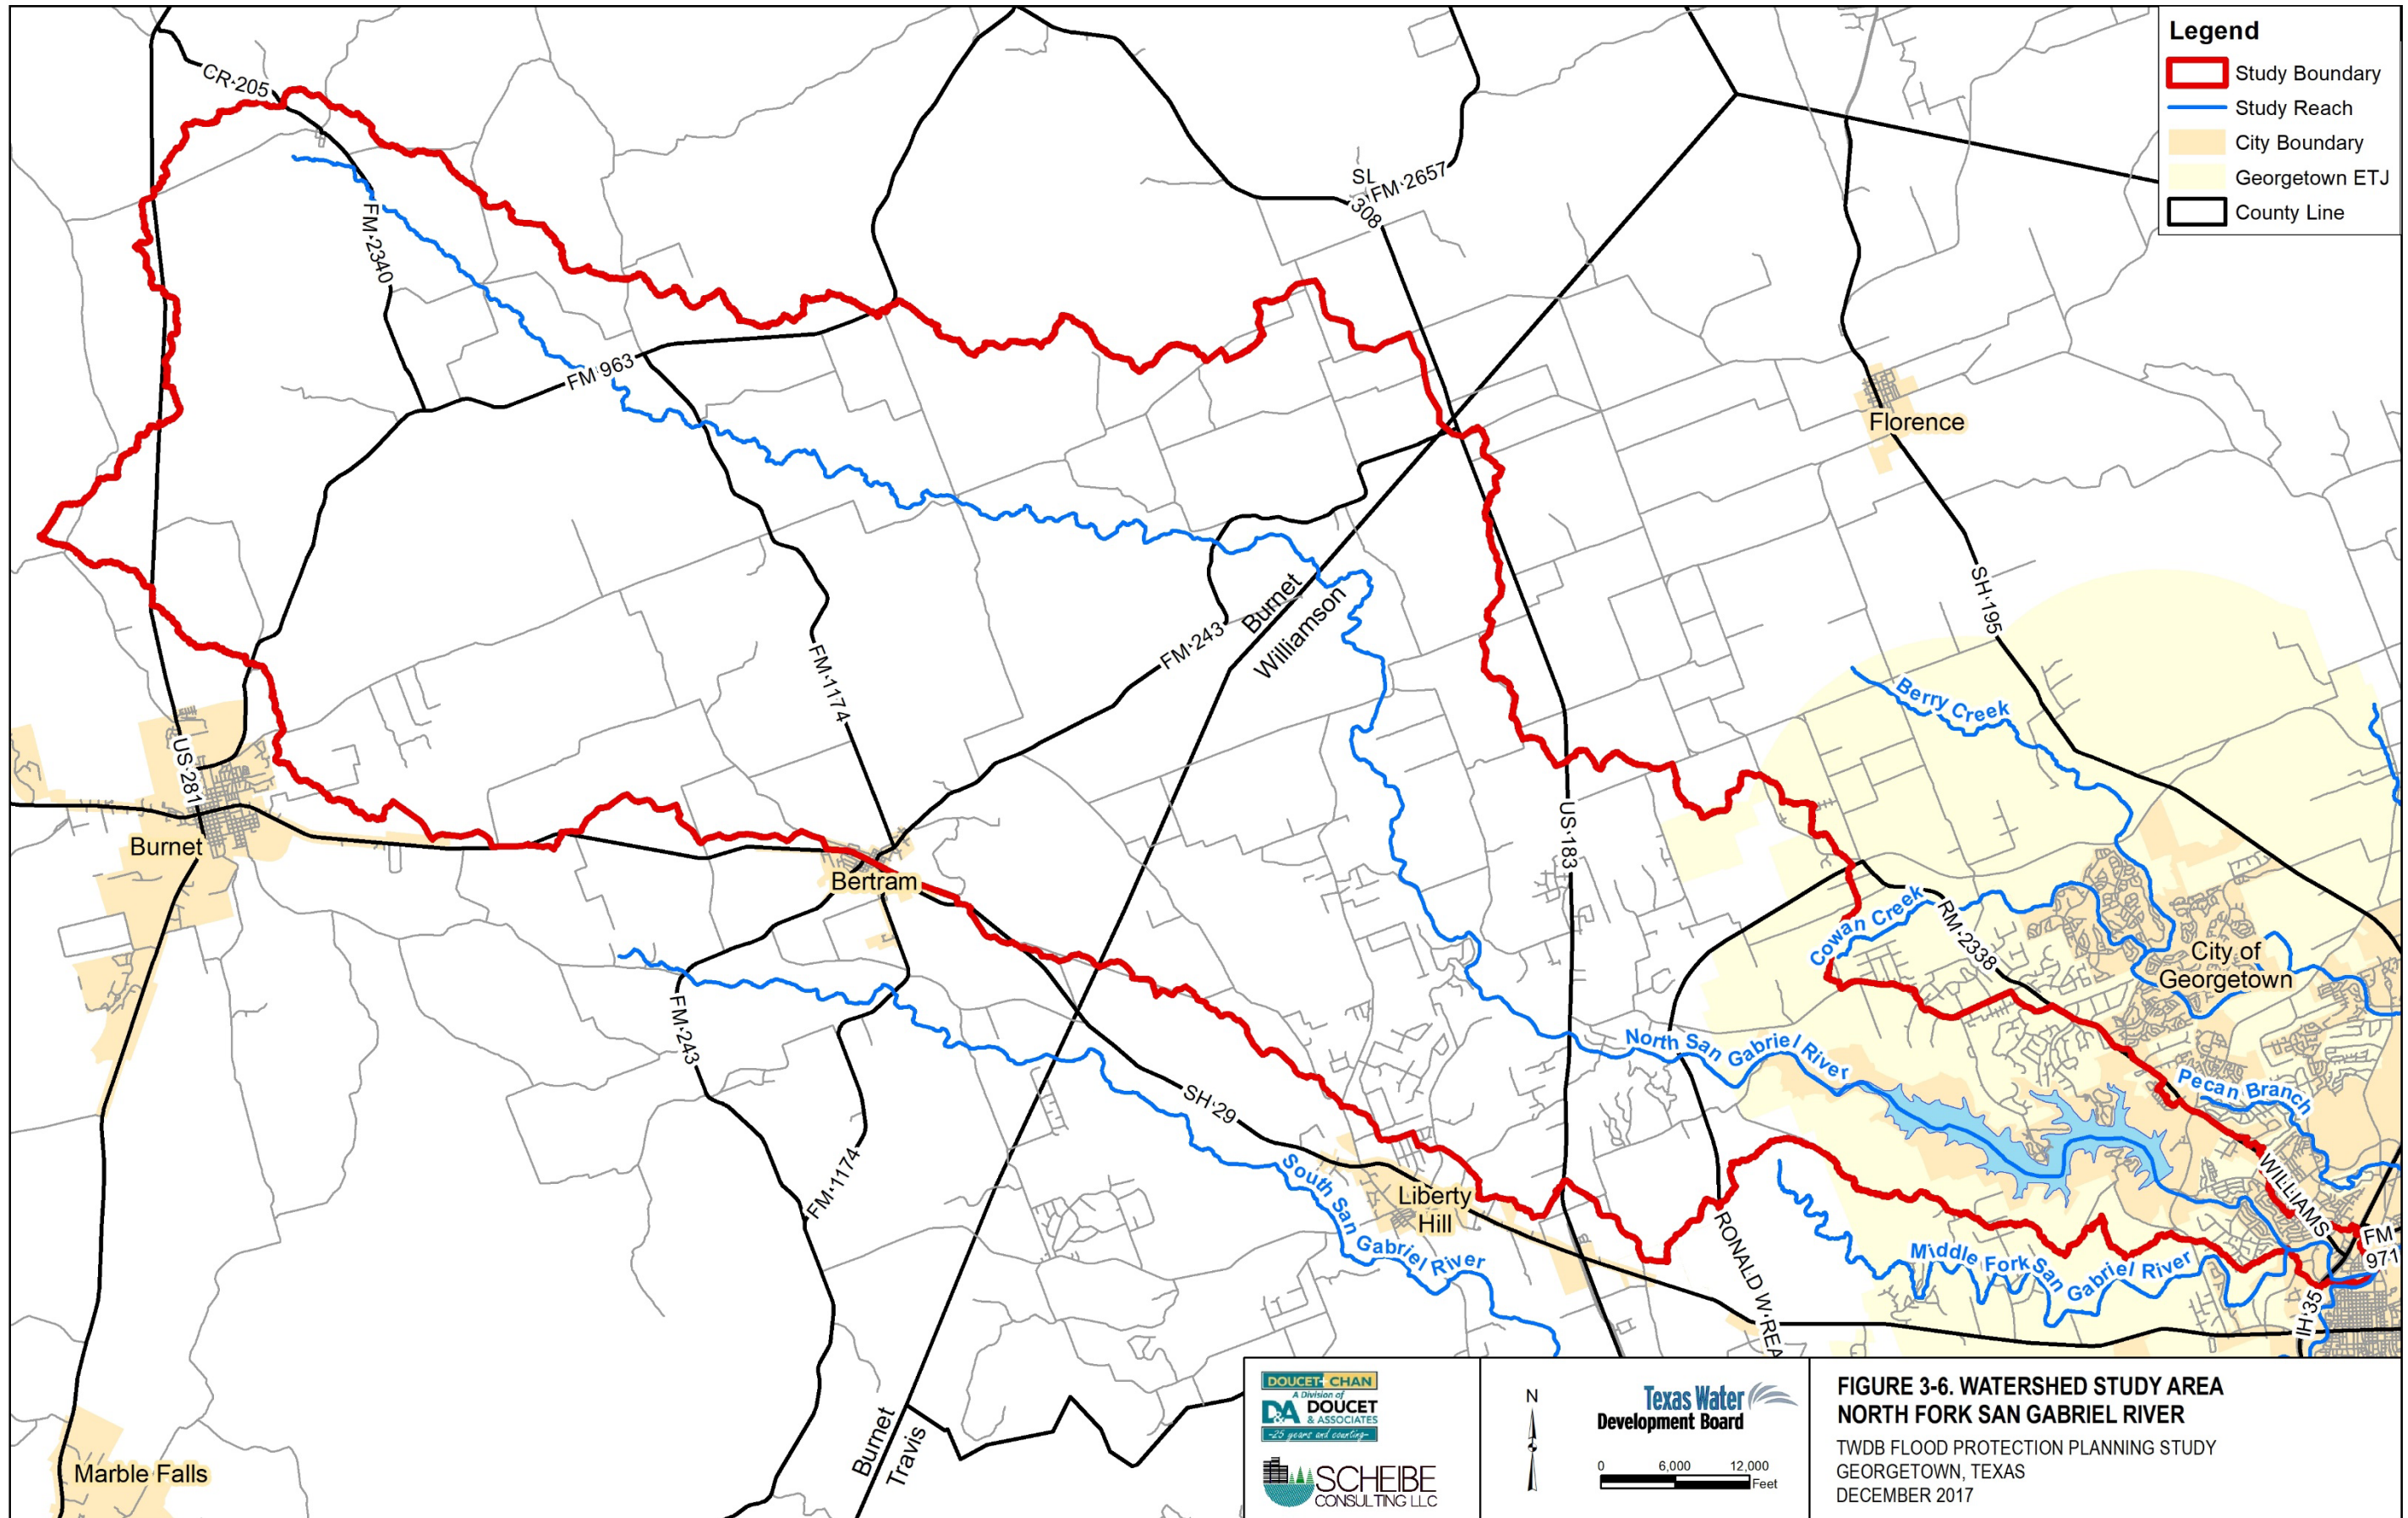 Legend
Study Boundary
Study Reach
City Boundary
Georgetown ETJ
County Line
CR 205
SL
308
FM 2657
FM 2340
FM 963
Florence
SH 195
Burnet
Williamson
FM 243
FM 1174
Berry Creek
US 281
US 183
Burnet
Bertram
Cowan Creek
RM 2338
City of
Georgetown
FM 243
North San Gabriel River
Pecan Branch
SH 29
FM 1174
South San Gabriel River
Liberty
Hill
WILLIAMS
RONALD W REA
Middle Fork San Gabriel River
FM
971
IH 35
Burnet
Travis
Marble Falls
DOUCET+CHAN
A Division of
D&A DOUCET
& ASSOCIATES
-25 years and counting-
SCHEIBE
CONSULTING LLC
N
Texas Water
Development Board
0 6,000 12,000
Feet
FIGURE 3-6. WATERSHED STUDY AREA
NORTH FORK SAN GABRIEL RIVER
TWDB FLOOD PROTECTION PLANNING STUDY
GEORGETOWN, TEXAS
DECEMBER 2017